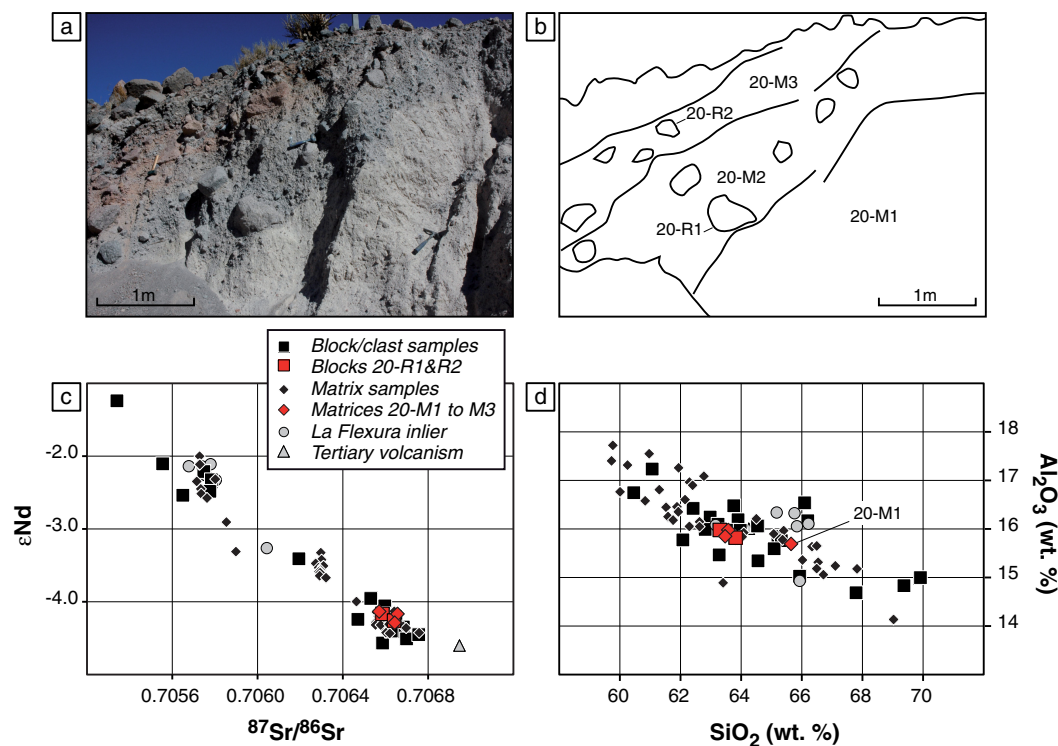 a
1m
b
20-M3
20-R2
20-M2
20-R1
20-M1
1m
Block/clast samples
Blocks 20-R1&R2
Matrix samples
Matrices 20-M1 to M3
La Flexura inlier
Tertiary volcanism
c
-2.0
-3.0
-4.0
εNd
0.7056
0.7060
0.7064
0.7068
⁸⁷Sr/⁸⁶Sr
d
20-M1
18
17
16
15
14
Al₂O₃ (wt. %)
60
62
64
66
68
70
SiO₂ (wt. %)